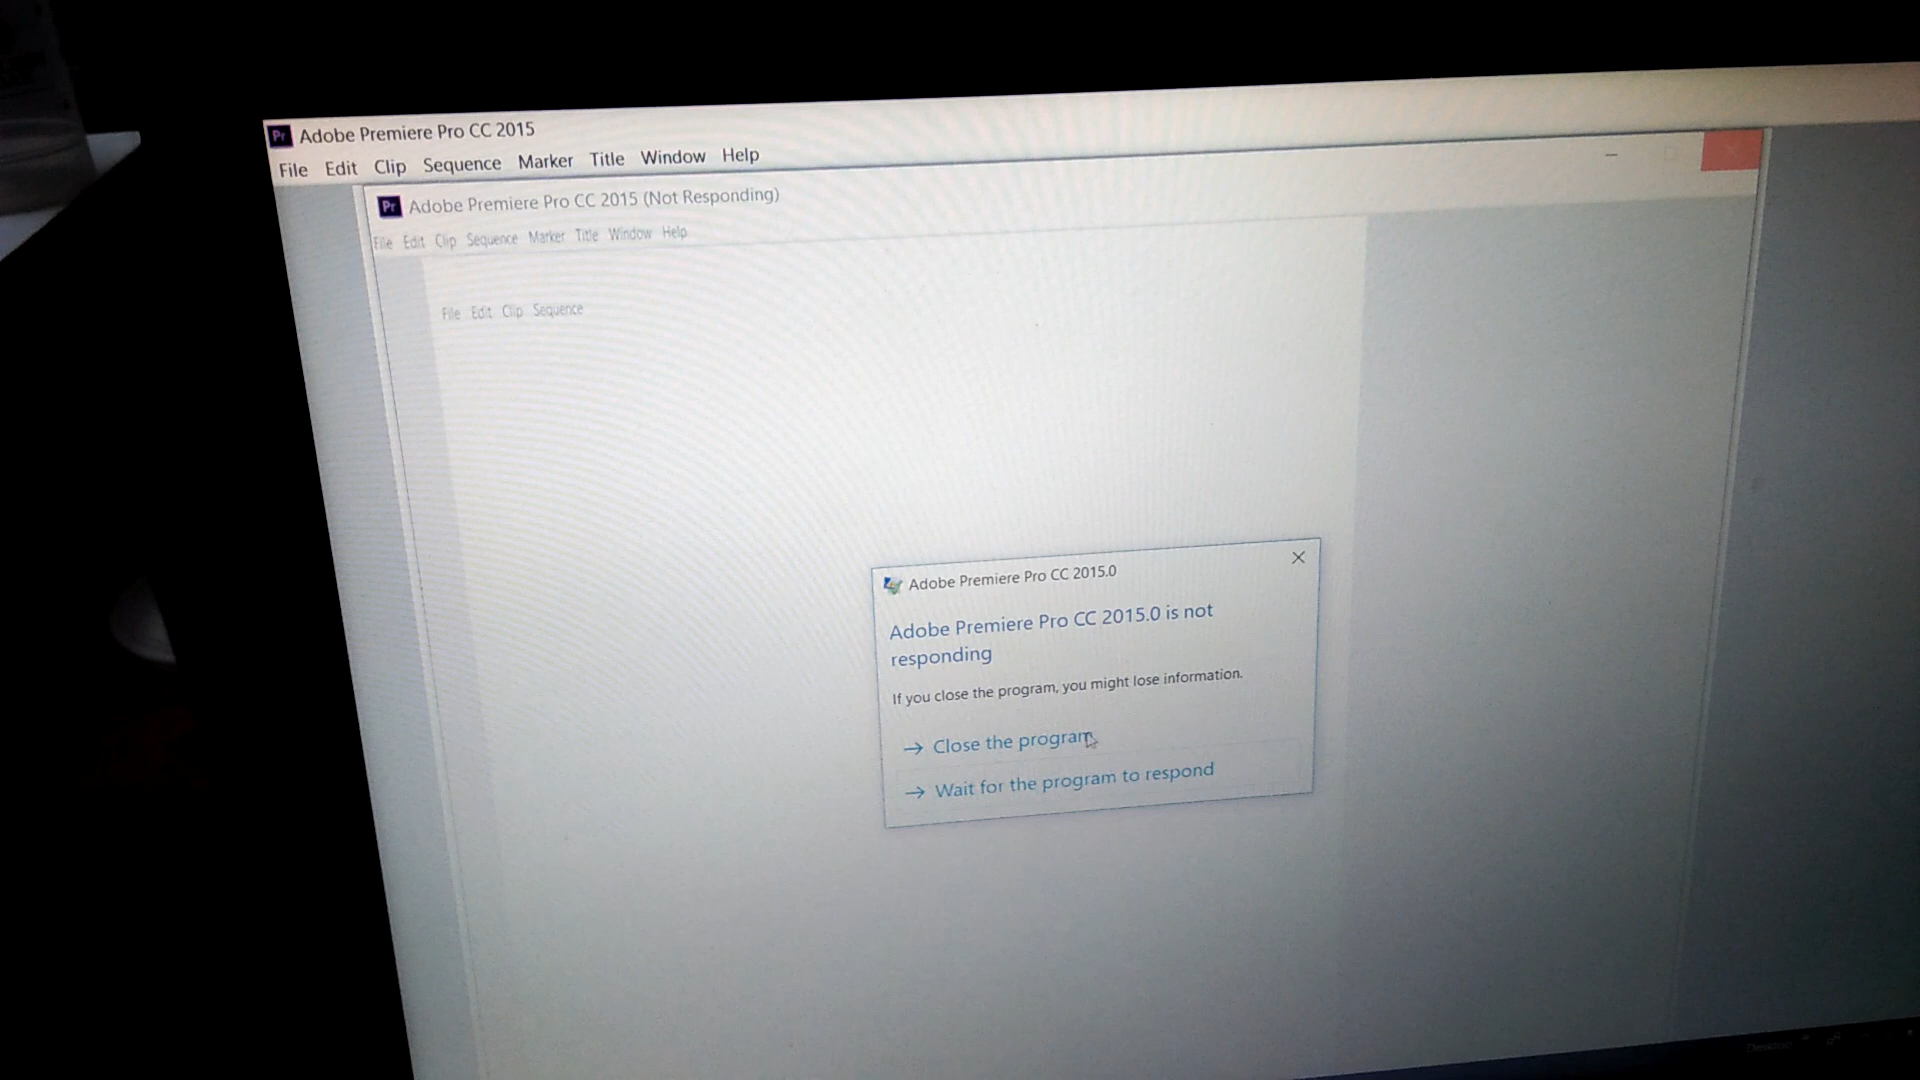 Pr Adobe Premiere Pro CC 2015
File Edit Clip Sequence Marker Title Window Help
Pr Adobe Premiere Pro CC 2015 (Not Responding)
File Edit Clip Sequence Marker Title Window Help
File Edit Clip Sequence
Adobe Premiere Pro CC 2015.0
Adobe Premiere Pro CC 2015.0 is not
responding
If you close the program, you might lose information.
→ Close the program
→ Wait for the program to respond
Desktop